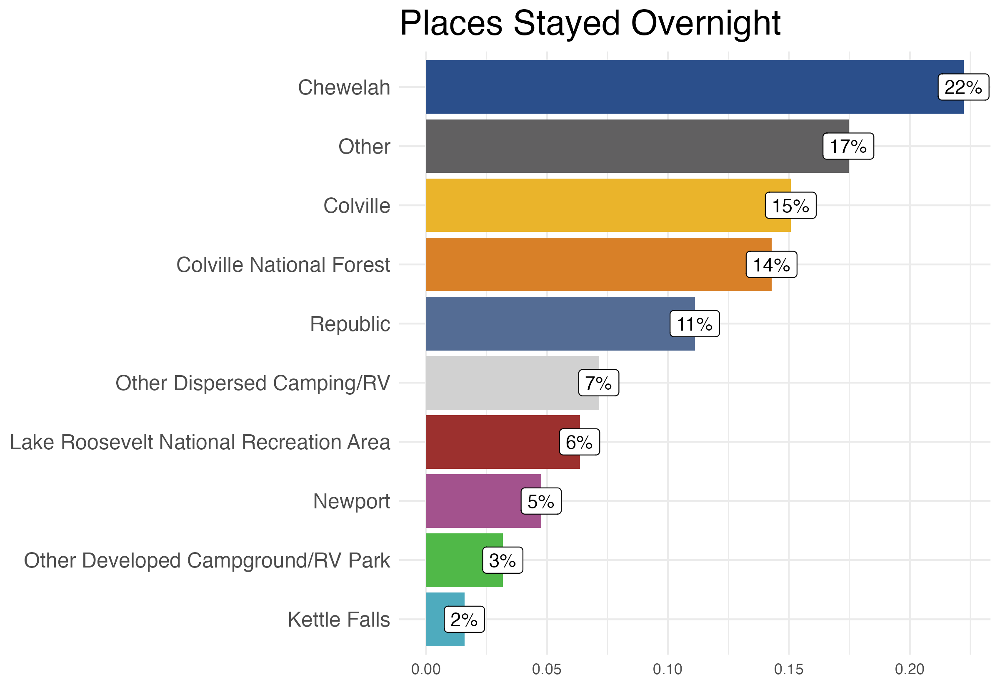 Places Stayed Overnight
Chewelah 22%
Other 17%
Colville 15%
Colville National Forest 14%
Republic 11%
Other Dispersed Camping/RV 7%
Lake Roosevelt National Recreation Area 6%
Newport 5%
Other Developed Campground/RV Park 3%
Kettle Falls 2%
0.00 0.05 0.10 0.15 0.20